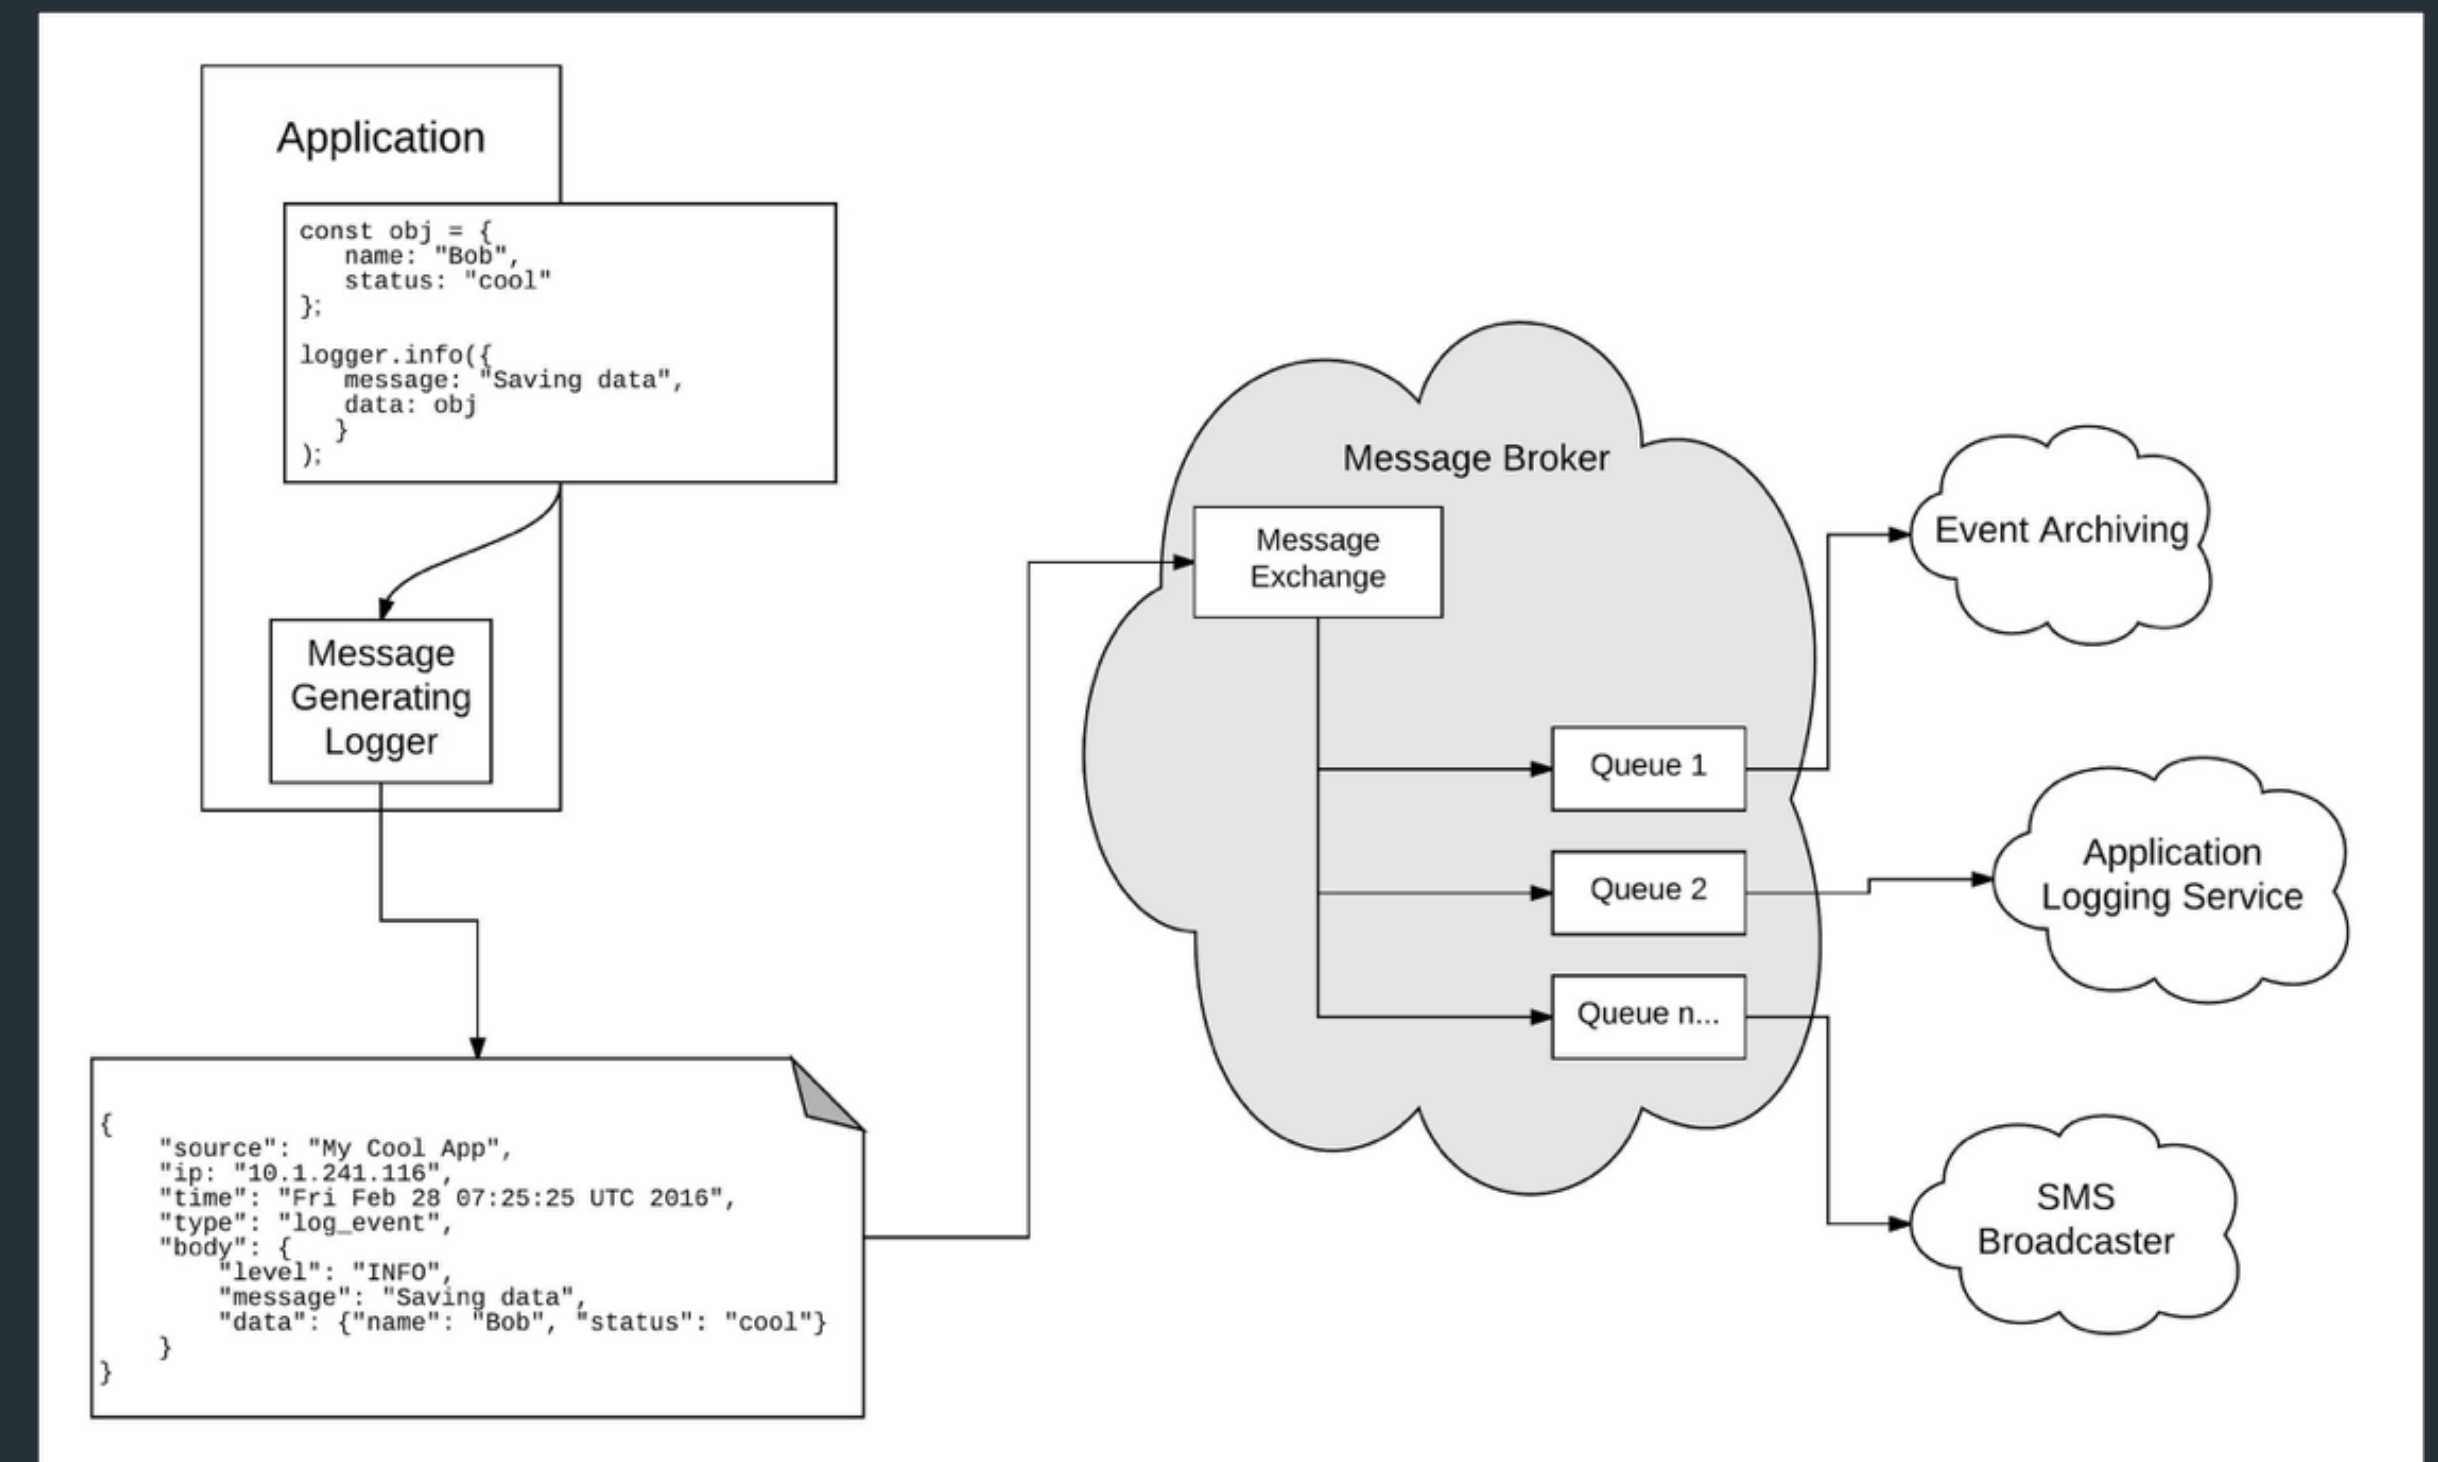 Application
const obj = {
   name: "Bob",
   status: "cool"
};
logger.info({
   message: "Saving data",
   data: obj
  }
);
Message
Generating
Logger
{
    "source": "My Cool App",
    "ip: "10.1.241.116",
    "time": "Fri Feb 28 07:25:25 UTC 2016",
    "type": "log_event",
    "body": {
        "level": "INFO",
        "message": "Saving data",
        "data": {"name": "Bob", "status": "cool"}
    }
}
Message Broker
Message
Exchange
Queue 1
Queue 2
Queue n...
Event Archiving
Application
Logging Service
SMS
Broadcaster